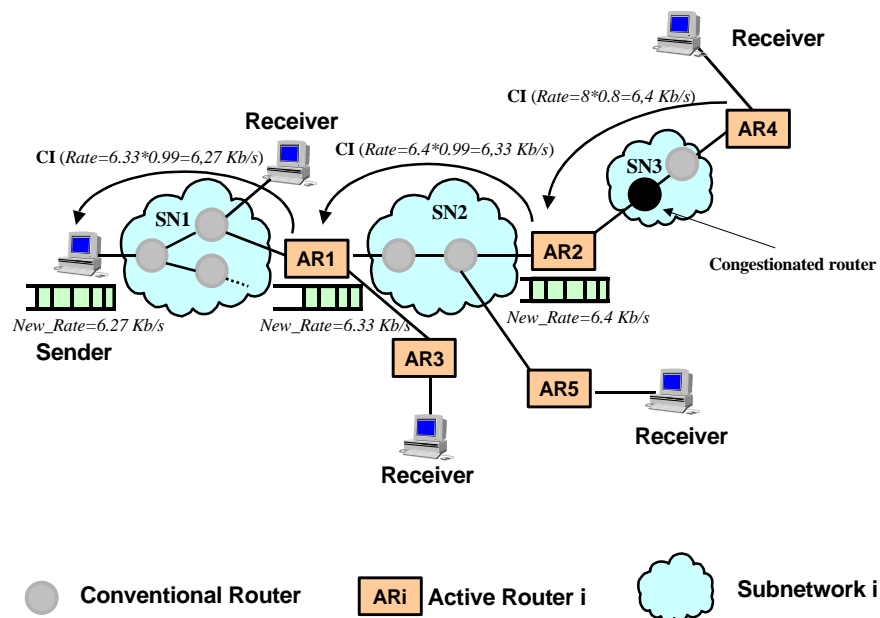 Receiver
CI (Rate=8*0.8=6,4 Kb/s)
Receiver
AR4
CI (Rate=6.33*0.99=6,27 Kb/s)
CI (Rate=6.4*0.99=6,33 Kb/s)
SN3
SN1
SN2
AR1
AR2
Congestionated router
New_Rate=6.27 Kb/s
New_Rate=6.33 Kb/s
New_Rate=6.4 Kb/s
Sender
AR3
AR5
Receiver
Receiver
Conventional Router
ARi
Active Router i
Subnetwork i